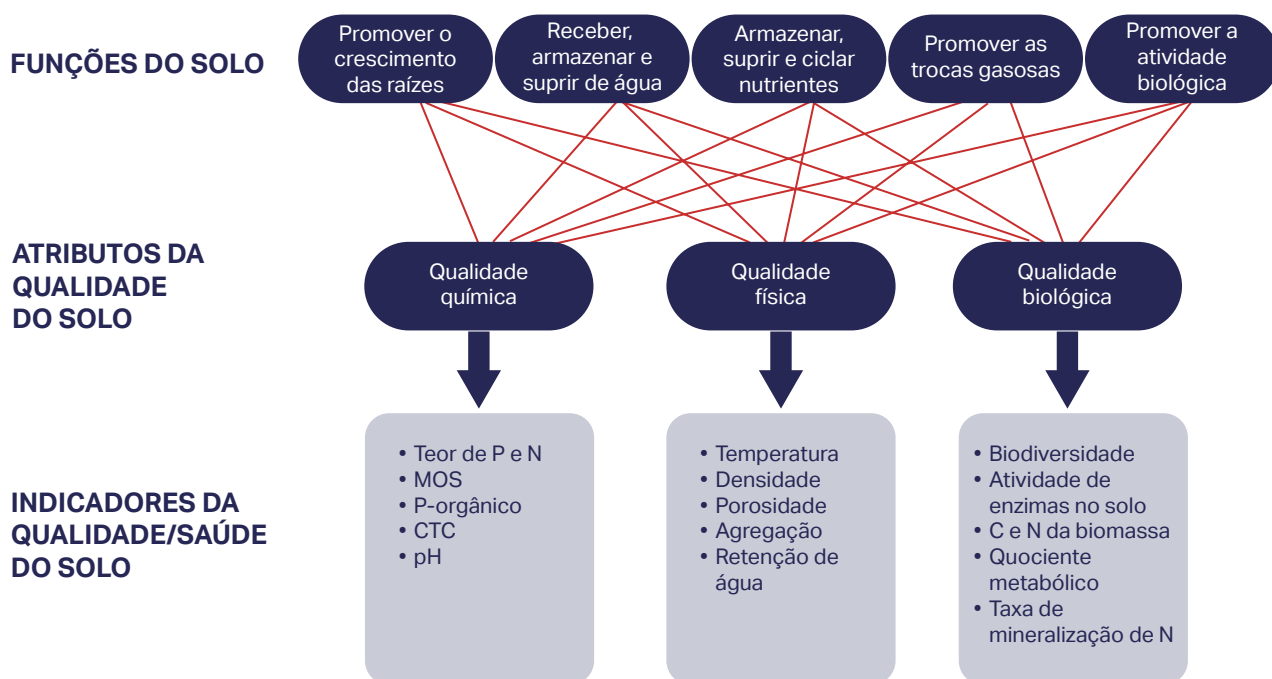 FUNÇÕES DO SOLO
Promover o
crescimento
das raízes
Receber,
armazenar e
suprir de água
Armazenar,
suprir e ciclar
nutrientes
Promover as
trocas gasosas
Promover a
atividade
biológica
ATRIBUTOS DA
QUALIDADE
DO SOLO
Qualidade
química
Qualidade
física
Qualidade
biológica
INDICADORES DA
QUALIDADE/SAÚDE
DO SOLO
• Teor de P e N
• MOS
• P-orgânico
• CTC
• pH
• Temperatura
• Densidade
• Porosidade
• Agregação
• Retenção de
água
• Biodiversidade
• Atividade de
enzimas no solo
• C e N da biomassa
• Quociente
metabólico
• Taxa de
mineralização de N